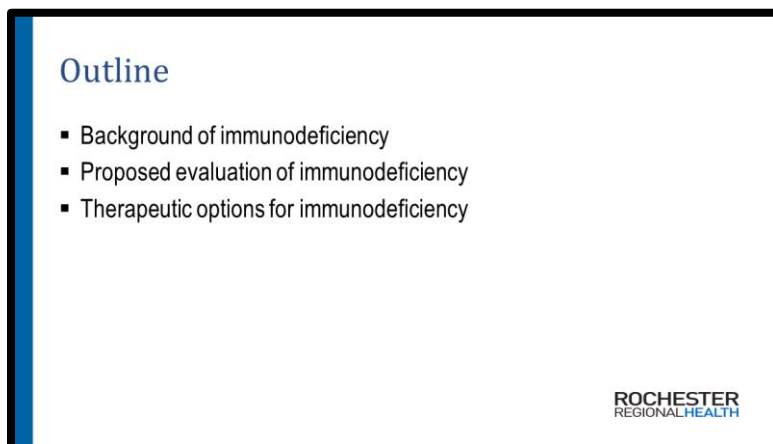 Outline
▪ Background of immunodeficiency
▪ Proposed evaluation of immunodeficiency
▪ Therapeutic options for immunodeficiency
ROCHESTER
REGIONALHEALTH